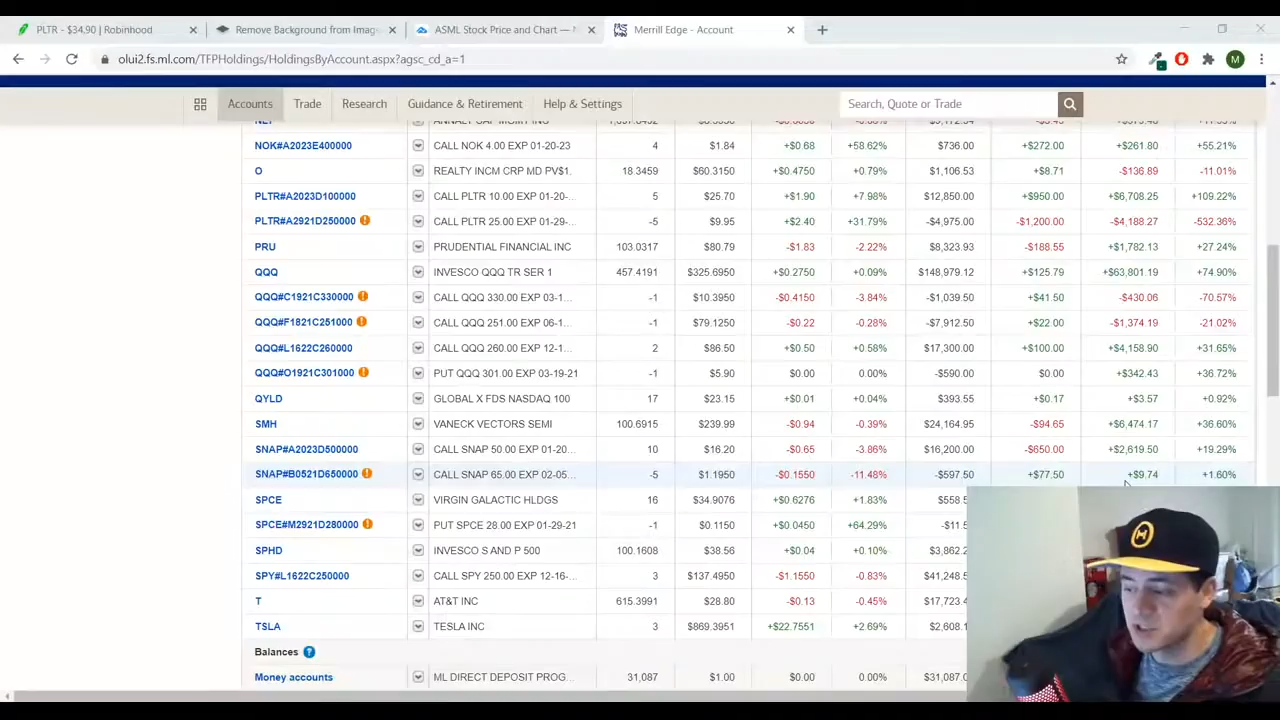 PLTR - $34.90 | Robinhood
Remove Background from Imag
ASML Stock Price and Chart —
Merrill Edge - Account
olui2.fs.ml.com/TFPHoldings/HoldingsByAccount.aspx?agsc_cd_a=1
M
Accounts Trade Research Guidance & Retirement Help & Settings Search, Quote or Trade
NOK#A2023E400000 CALL NOK 4.00 EXP 01-20-23 4 $1.84 +$0.68 +58.62% $736.00 +$272.00 +$261.80 +55.21%
O REALTY INCM CRP MD PV$1. 18.3459 $60.3150 +$0.4750 +0.79% $1,106.53 +$8.71 -$136.89 -11.01%
PLTR#A2023D100000 CALL PLTR 10.00 EXP 01-20-... 5 $25.70 +$1.90 +7.98% $12,850.00 +$950.00 +$6,708.25 +109.22%
PLTR#A2921D250000 CALL PLTR 25.00 EXP 01-29-... -5 $9.95 +$2.40 +31.79% -$4,975.00 -$1,200.00 -$4,188.27 -532.36%
PRU PRUDENTIAL FINANCIAL INC 103.0317 $80.79 -$1.83 -2.22% $8,323.93 -$188.55 +$1,782.13 +27.24%
QQQ INVESCO QQQ TR SER 1 457.4191 $325.6950 +$0.2750 +0.09% $148,979.12 +$125.79 +$63,801.19 +74.90%
QQQ#C1921C330000 CALL QQQ 330.00 EXP 03-1... -1 $10.3950 -$0.4150 -3.84% -$1,039.50 +$41.50 -$430.06 -70.57%
QQQ#F1821C251000 CALL QQQ 251.00 EXP 06-1... -1 $79.1250 -$0.22 -0.28% -$7,912.50 +$22.00 -$1,374.19 -21.02%
QQQ#L1622C260000 CALL QQQ 260.00 EXP 12-1... 2 $86.50 +$0.50 +0.58% $17,300.00 +$100.00 +$4,158.90 +31.65%
QQQ#O1921C301000 PUT QQQ 301.00 EXP 03-19-21 -1 $5.90 $0.00 0.00% -$590.00 $0.00 +$342.43 +36.72%
QYLD GLOBAL X FDS NASDAQ 100 17 $23.15 +$0.01 +0.04% $393.55 +$0.17 +$3.57 +0.92%
SMH VANECK VECTORS SEMI 100.6915 $239.99 -$0.94 -0.39% $24,164.95 -$94.65 +$6,474.17 +36.60%
SNAP#A2023D500000 CALL SNAP 50.00 EXP 01-20... 10 $16.20 -$0.65 -3.86% $16,200.00 -$650.00 +$2,619.50 +19.29%
SNAP#B0521D650000 CALL SNAP 65.00 EXP 02-05... -5 $1.1950 -$0.1550 -11.48% -$597.50 +$77.50 +$9.74 +1.60%
SPCE VIRGIN GALACTIC HLDGS 16 $34.9076 +$0.6276 +1.83% $558.5
SPCE#M2921D280000 PUT SPCE 28.00 EXP 01-29-21 -1 $0.1150 +$0.0450 +64.29% -$11.5
SPHD INVESCO S AND P 500 100.1608 $38.56 +$0.04 +0.10% $3,862.2
SPY#L1622C250000 CALL SPY 250.00 EXP 12-16-... 3 $137.4950 -$1.1550 -0.83% $41,248.5
T AT&T INC 615.3991 $28.80 -$0.13 -0.45% $17,723.4
TSLA TESLA INC 3 $869.3951 +$22.7551 +2.69% $2,608.1
Balances
Money accounts ML DIRECT DEPOSIT PROG... 31,087 $1.00 $0.00 0.00% $31,087.0